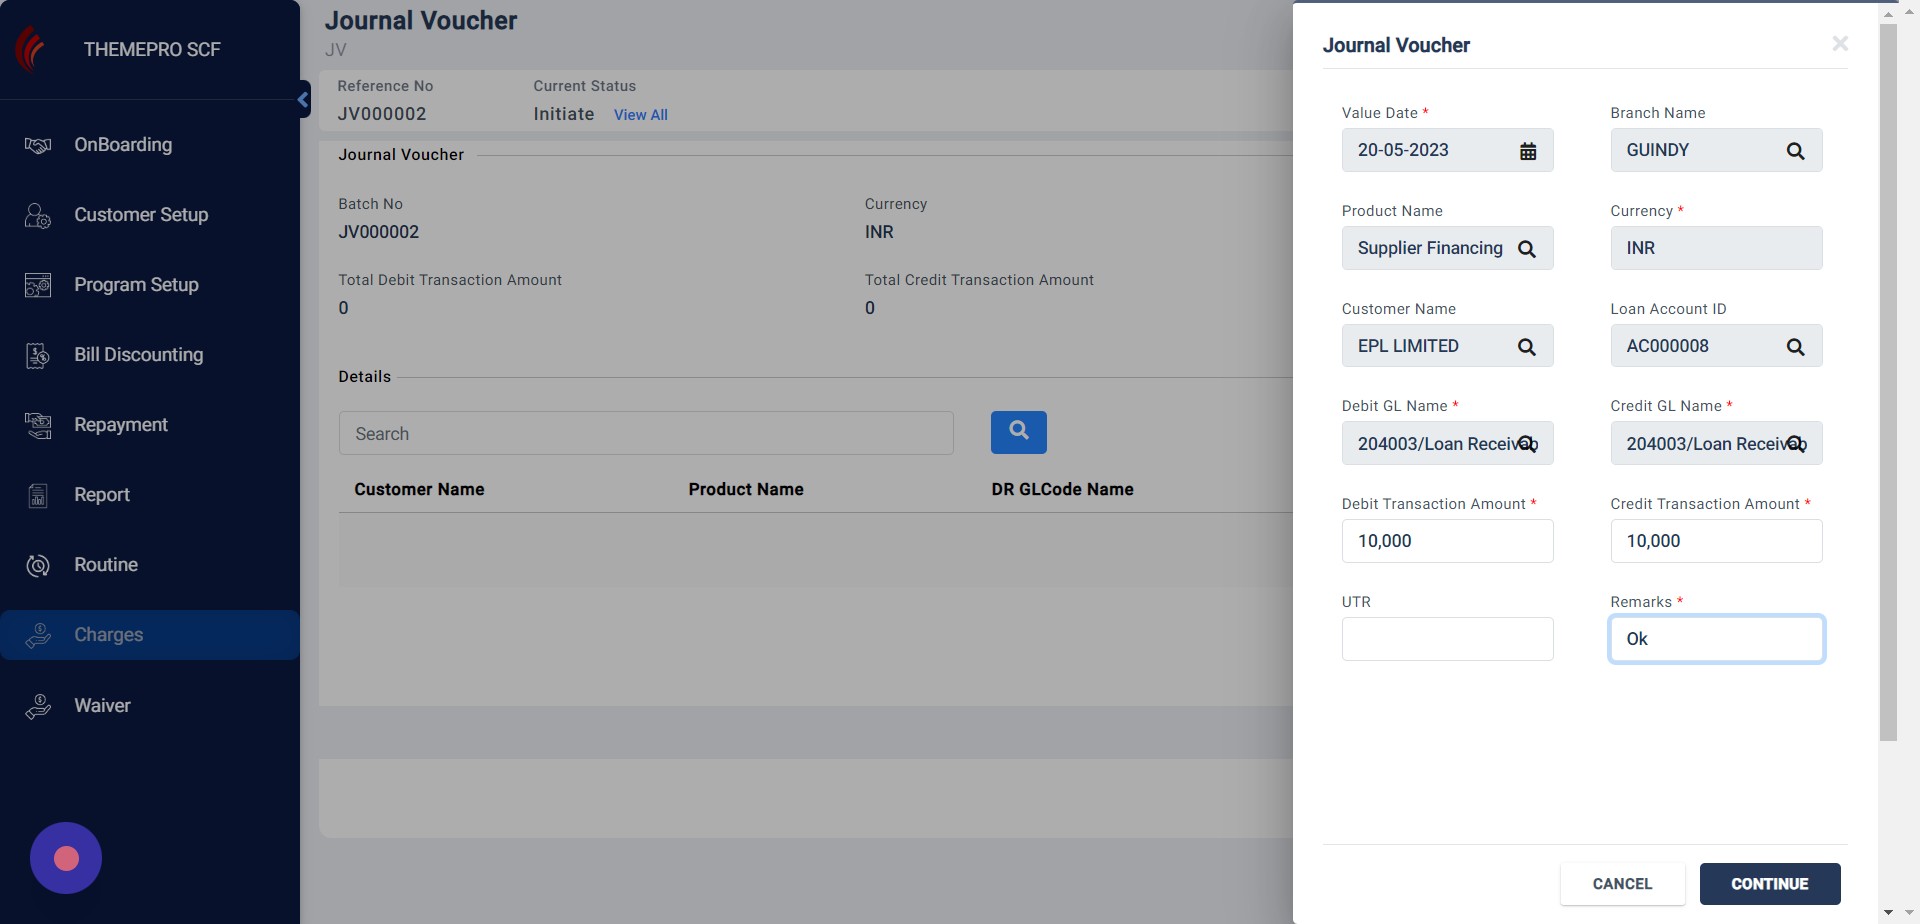 THEMEPRO SCF
OnBoarding
Customer Setup
Program Setup
Bill Discounting
Repayment
Report
Routine
Charges
Waiver
Journal Voucher
JV
Reference No
JV000002
Current Status
Initiate View All
Journal Voucher
Batch No
JV000002
Currency
INR
Total Debit Transaction Amount
0
Total Credit Transaction Amount
0
Details
Search
Customer Name Product Name DR GLCode Name
Journal Voucher
Value Date *
20-05-2023
Branch Name
GUINDY
Product Name
Supplier Financing
Currency *
INR
Customer Name
EPL LIMITED
Loan Account ID
AC000008
Debit GL Name *
204003/Loan Receivab
Credit GL Name *
204003/Loan Receivab
Debit Transaction Amount *
10,000
Credit Transaction Amount *
10,000
UTR
Remarks *
Ok
CANCEL
CONTINUE